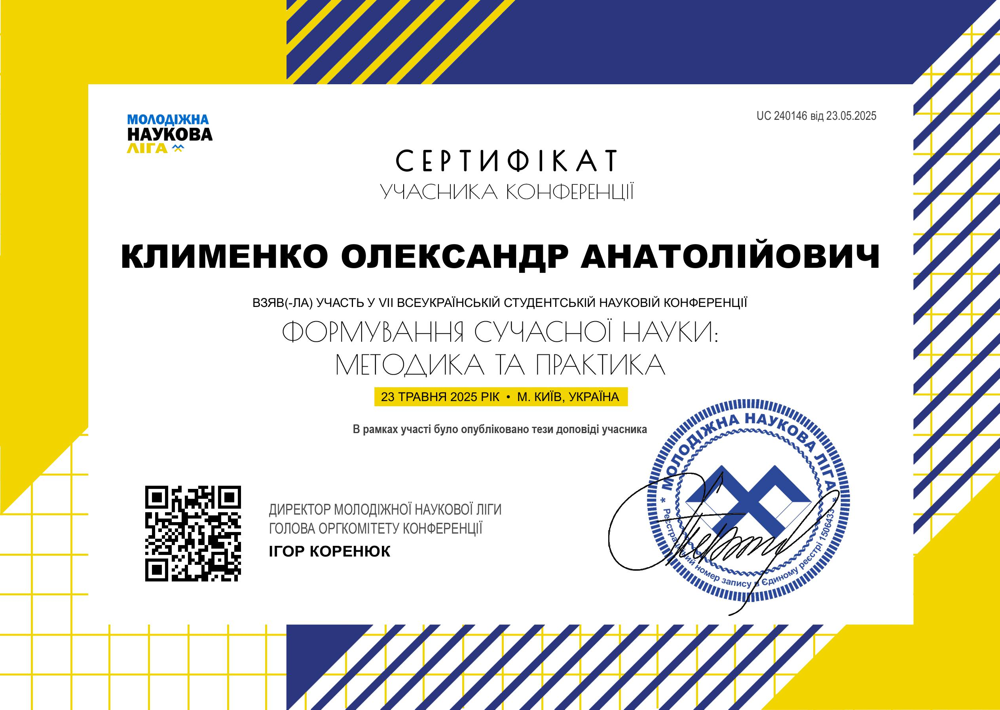 МОЛОДІЖНА
НАУКОВА
ЛІГА
UC 240146 від 23.05.2025
СЕРТИФІКАТ
УЧАСНИКА КОНФЕРЕНЦІЇ
КЛИМЕНКО ОЛЕКСАНДР АНАТОЛІЙОВИЧ
ВЗЯВ(-ЛА) УЧАСТЬ У VII ВСЕУКРАЇНСЬКІЙ СТУДЕНТСЬКІЙ НАУКОВІЙ КОНФЕРЕНЦІЇ
ФОРМУВАННЯ СУЧАСНОЇ НАУКИ:
МЕТОДИКА ТА ПРАКТИКА
23 ТРАВНЯ 2025 РІК • М. КИЇВ, УКРАЇНА
В рамках участі було опубліковано тези доповіді учасника
ДИРЕКТОР МОЛОДІЖНОЇ НАУКОВОЇ ЛІГИ
ГОЛОВА ОРГКОМІТЕТУ КОНФЕРЕНЦІЇ
ІГОР КОРЕНЮК
* МОЛОДІЖНА НАУКОВА ЛІГА *
Реєстраційний номер запису в Єдиному реєстрі 1506433